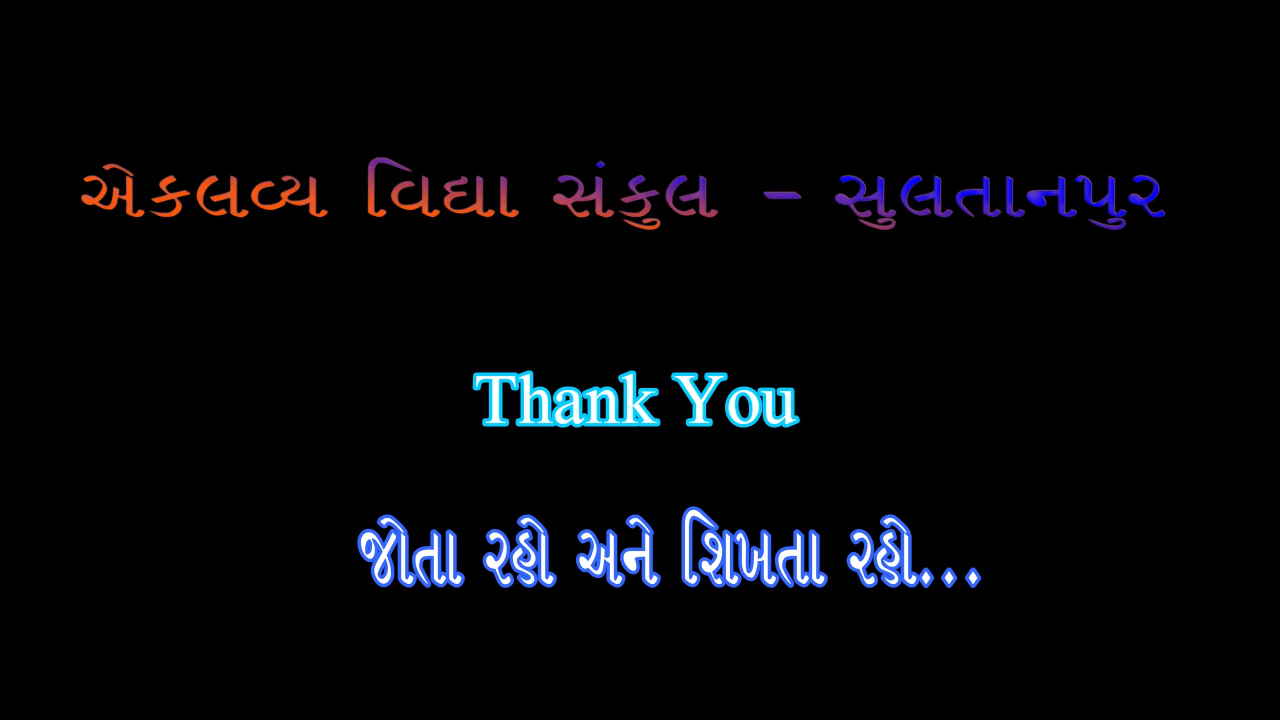 એકલવ્ય વિદ્યા સંકુલ - સુલતાનપુર
Thank You
જોતા રહો અને શિખતા રહો...